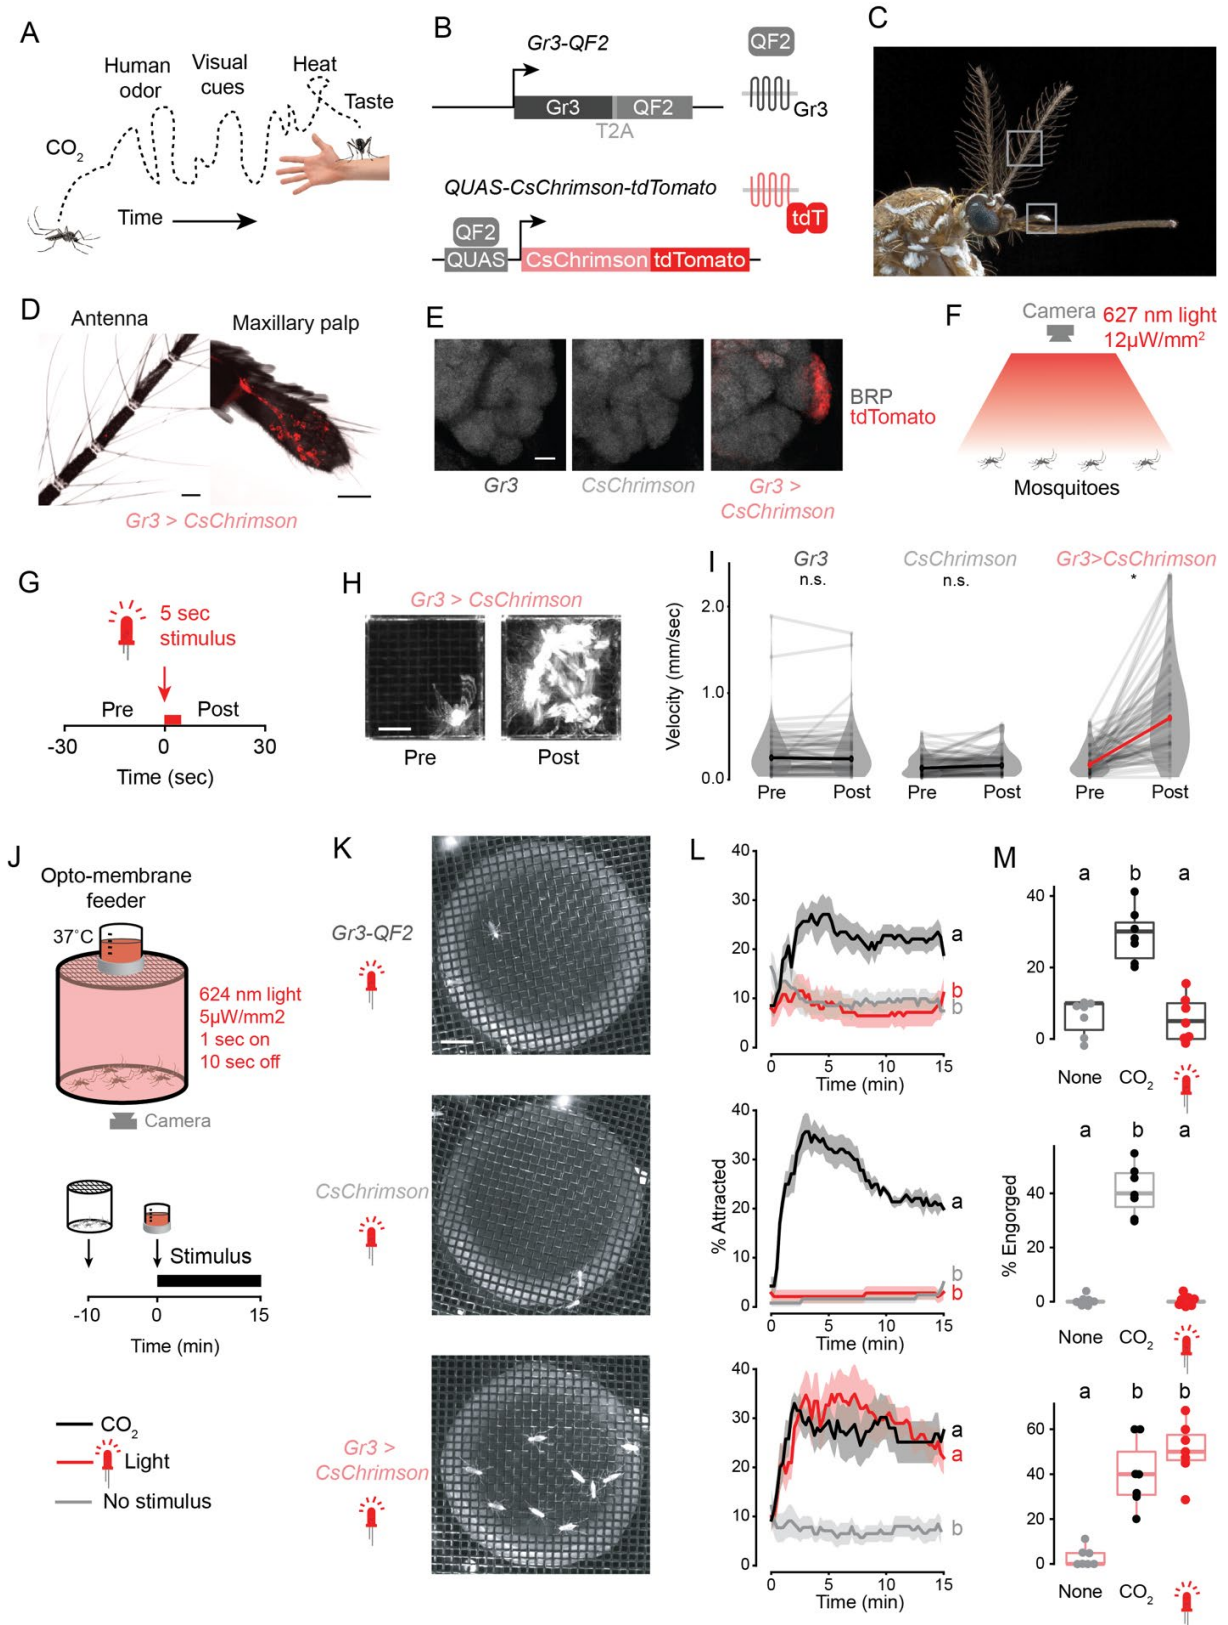 A
Human
odor
Visual
cues
Heat
Taste
CO2
Time
B
Gr3-QF2
QF2
Gr3 QF2
T2A
Gr3
QUAS-CsChrimson-tdTomato
QF2
QUAS
CsChrimson tdTomato
tdT
C
D
Antenna
Maxillary palp
Gr3 > CsChrimson
E
BRP
tdTomato
Gr3
CsChrimson
Gr3 >
CsChrimson
F
Camera
627 nm light
12µW/mm2
Mosquitoes
G
5 sec
stimulus
Pre
Post
-30
0
30
Time (sec)
H
Gr3 > CsChrimson
Pre
Post
I
Gr3
n.s.
CsChrimson
n.s.
Gr3>CsChrimson
*
Velocity (mm/sec)
2.0
1.0
0.0
Pre Post
Pre Post
Pre Post
J
Opto-membrane
feeder
37˚C
624 nm light
5µW/mm2
1 sec on
10 sec off
Camera
Stimulus
-10
0
15
Time (min)
CO2
Light
No stimulus
K
Gr3-QF2
CsChrimson
Gr3 >
CsChrimson
L
% Attracted
40
30
20
10
0
a
b
b
0 5 10 15
Time (min)
40
30
20
10
0
a
b
b
0 5 10 15
Time (min)
40
30
20
10
0
a
a
b
0 5 10 15
Time (min)
M
% Engorged
a b a
40
20
0
None CO2
a b a
40
20
0
None CO2
a b b
60
40
20
0
None CO2